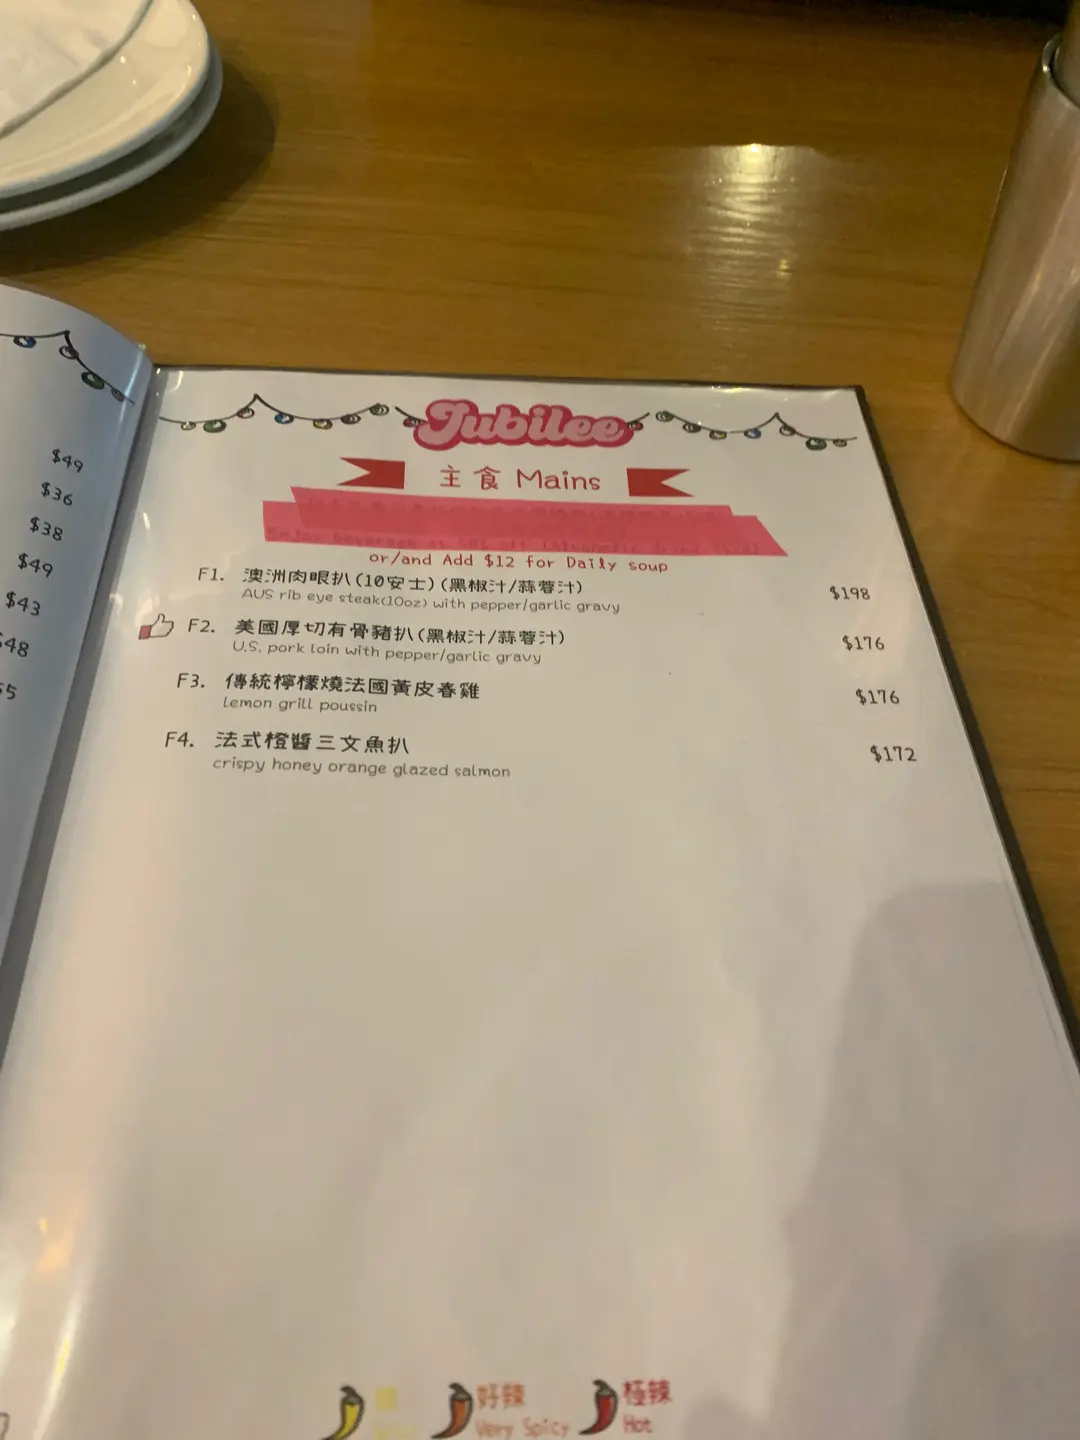 $49
$36
$38
$49
$43
Jubilee
主食 Mains
Enjoy beverage at
or/and Add $12 for Daily soup
F1. 澳洲肉眼扒(10安士)(黑椒汁/蒜蓉汁) $198
AUS rib eye steak(10oz) with pepper/garlic gravy
F2. 美國厚切有骨豬扒(黑椒汁/蒜蓉汁) $176
U.S. pork loin with pepper/garlic gravy
F3. 傳統檸檬燒法國黃皮春雞 $176
Lemon grill poussin
F4. 法式橙醬三文魚扒 $172
crispy honey orange glazed salmon
好辣 極辣
Very Spicy Hot